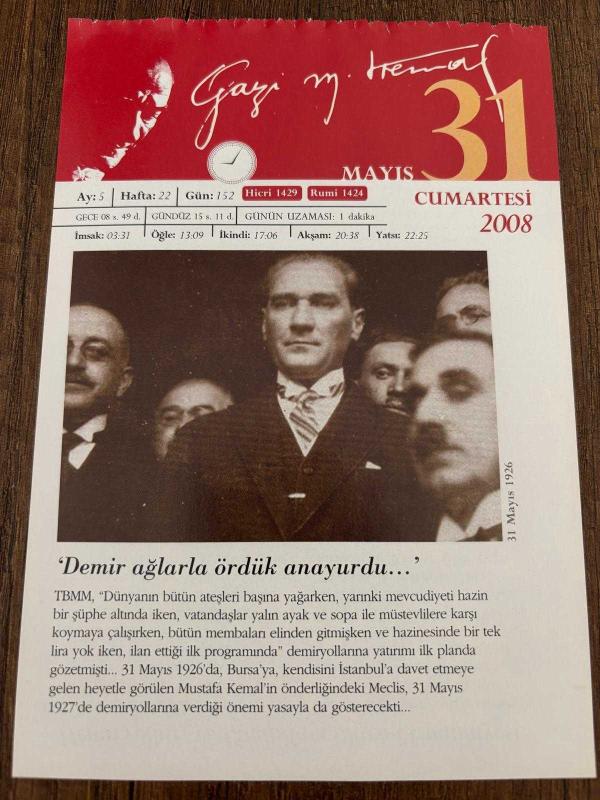 Gazi M. Kemal
31
MAYIS
CUMARTESİ
2008
Ay: 5 Hafta: 22 Gün: 152 Hicri 1429 Rumi 1424
GECE 08 s. 49 d. GÜNDÜZ 15 s. 11 d. GÜNÜN UZAMASI: 1 dakika
İmsak: 03:31 Öğle: 13:09 İkindi: 17:06 Akşam: 20:38 Yatsı: 22:25
31 Mayıs 1926
‘Demir ağlarla ördük anayurdu...’
TBMM, “Dünyanın bütün ateşleri başına yağarken, yarınki mevcudiyeti hazin
bir şüphe altında iken, vatandaşlar yalın ayak ve sopa ile müstevlilere karşı
koymaya çalışırken, bütün membaları elinden gitmişken ve hazinesinde bir tek
lira yok iken, ilan ettiği ilk programında” demiryollarına yatırımı ilk planda
gözetmişti... 31 Mayıs 1926’da, Bursa’ya, kendisini İstanbul’a davet etmeye
gelen heyetle görülen Mustafa Kemal’in önderliğindeki Meclis, 31 Mayıs
1927’de demiryollarına verdiği önemi yasayla da gösterecekti...